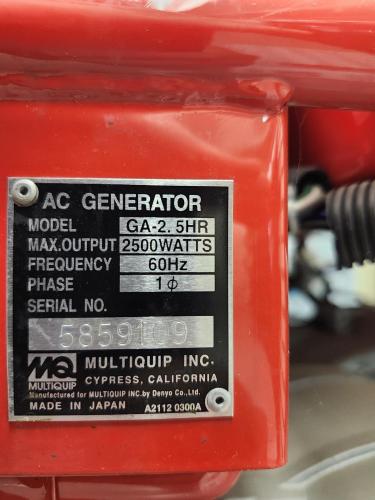 AC GENERATOR
MODEL GA-2.5HR
MAX.OUTPUT 2500WATTS
FREQUENCY 60Hz
PHASE 1ϕ
SERIAL NO.
5859109
MQ MULTIQUIP INC.
MULTIQUIP CYPRESS, CALIFORNIA
Manufactured for MULTIQUIP INC.by Denyo Co.,Ltd.
MADE IN JAPAN A2112 0300A